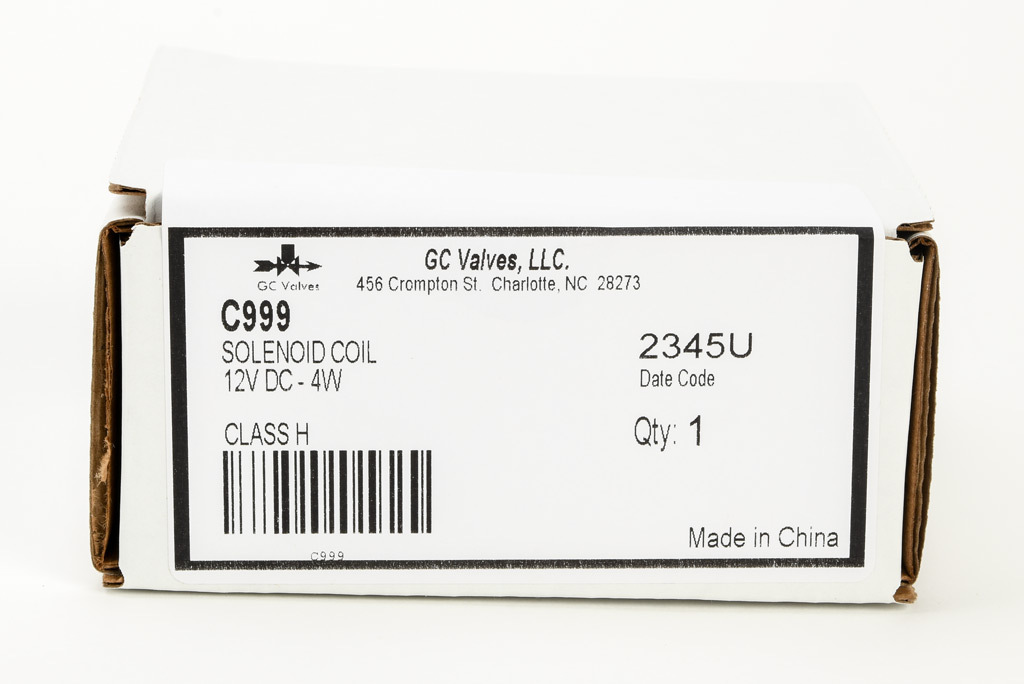 GC Valves
GC Valves, LLC.
456 Crompton St. Charlotte, NC 28273
C999
SOLENOID COIL
12V DC - 4W
CLASS H
C999
2345U
Date Code
Qty: 1
Made in China